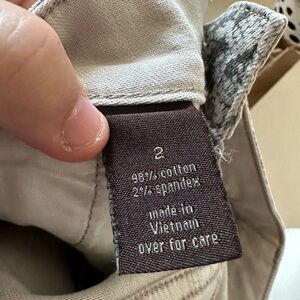 2
98% cotton
2% spandex
made in
Vietnam
over for care